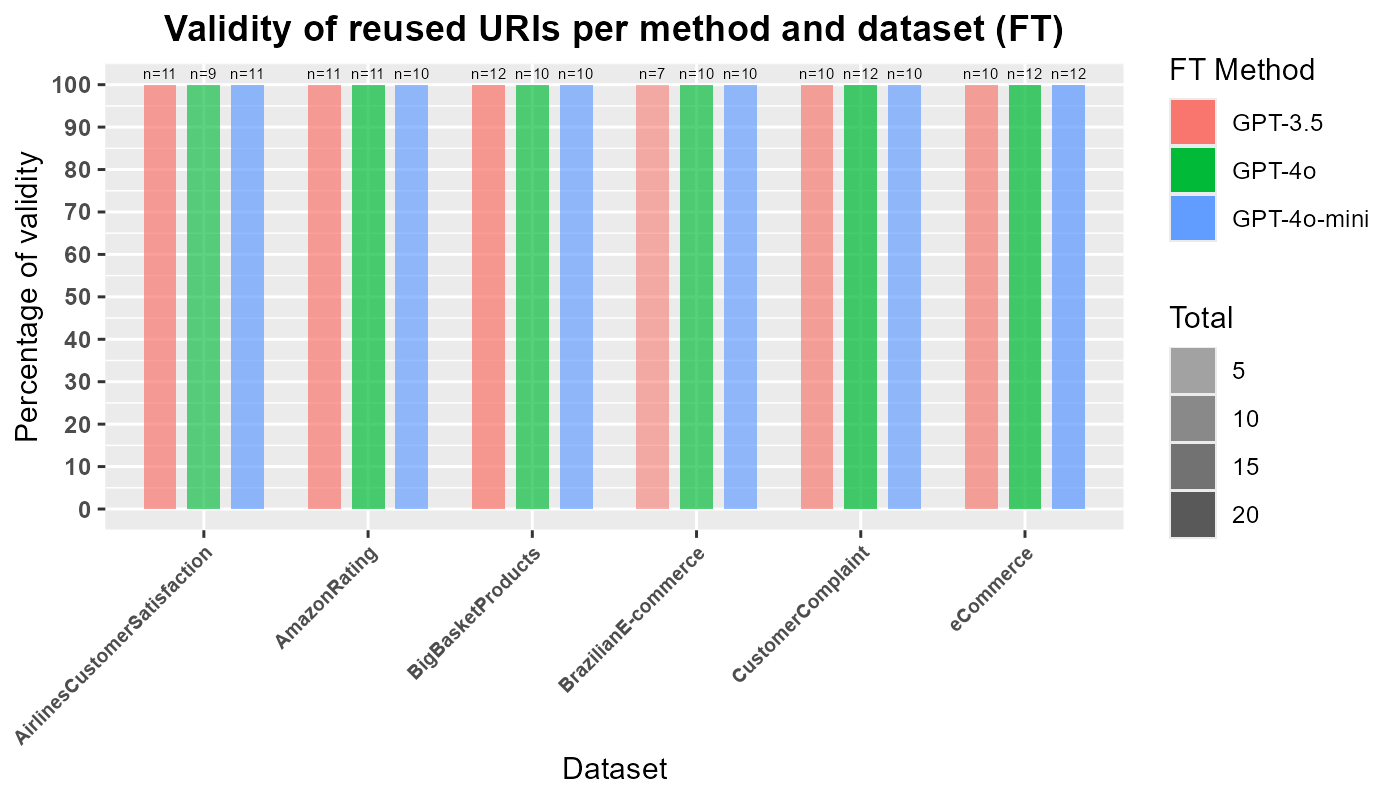 Validity of reused URIs per method and dataset (FT)
n=11 n=9 n=11 n=11 n=11 n=10 n=12 n=10 n=10 n=7 n=10 n=10 n=10 n=12 n=10 n=10 n=12 n=12
100
90
80
70
60
50
40
30
20
10
0
Percentage of validity
AirlinesCustomerSatisfaction
AmazonRating
BigBasketProducts
BrazilianE-commerce
CustomerComplaint
eCommerce
Dataset
FT Method
GPT-3.5
GPT-4o
GPT-4o-mini
Total
5
10
15
20